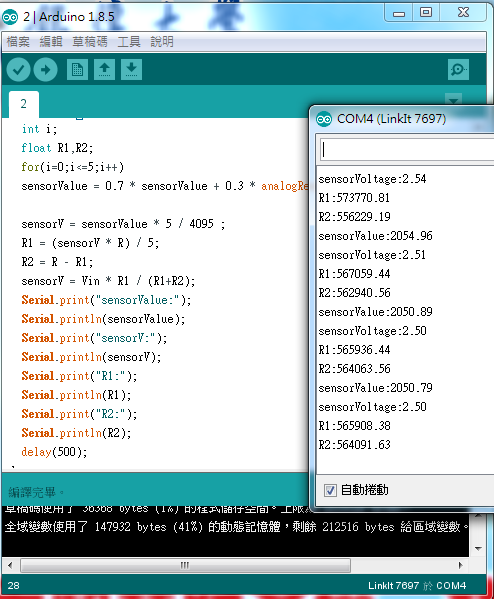 2 | Arduino 1.8.5
檔案 編輯 草稿碼 工具 說明
2
int i;
float R1,R2;
for(i=0;i<=5;i++)
sensorValue = 0.7 * sensorValue + 0.3 * analogRe
sensorV = sensorValue * 5 / 4095 ;
R1 = (sensorV * R) / 5;
R2 = R - R1;
sensorV = Vin * R1 / (R1+R2);
Serial.print("sensorValue:");
Serial.println(sensorValue);
Serial.print("sensorV:");
Serial.println(sensorV);
Serial.print("R1:");
Serial.println(R1);
Serial.print("R2:");
Serial.println(R2);
delay(500);
編譯完畢。
草稿碼使用了 36368 bytes (1%) 的程式儲存空間。上限為
全域變數使用了 147932 bytes (41%) 的動態記憶體，剩餘 212516 bytes 給區域變數。
28
LinkIt 7697 於 COM4
COM4 (LinkIt 7697)
sensorVoltage:2.54
R1:573770.81
R2:556229.19
sensorValue:2054.96
sensorVoltage:2.51
R1:567059.44
R2:562940.56
sensorValue:2050.89
sensorVoltage:2.50
R1:565936.44
R2:564063.56
sensorValue:2050.79
sensorVoltage:2.50
R1:565908.38
R2:564091.63
自動捲動